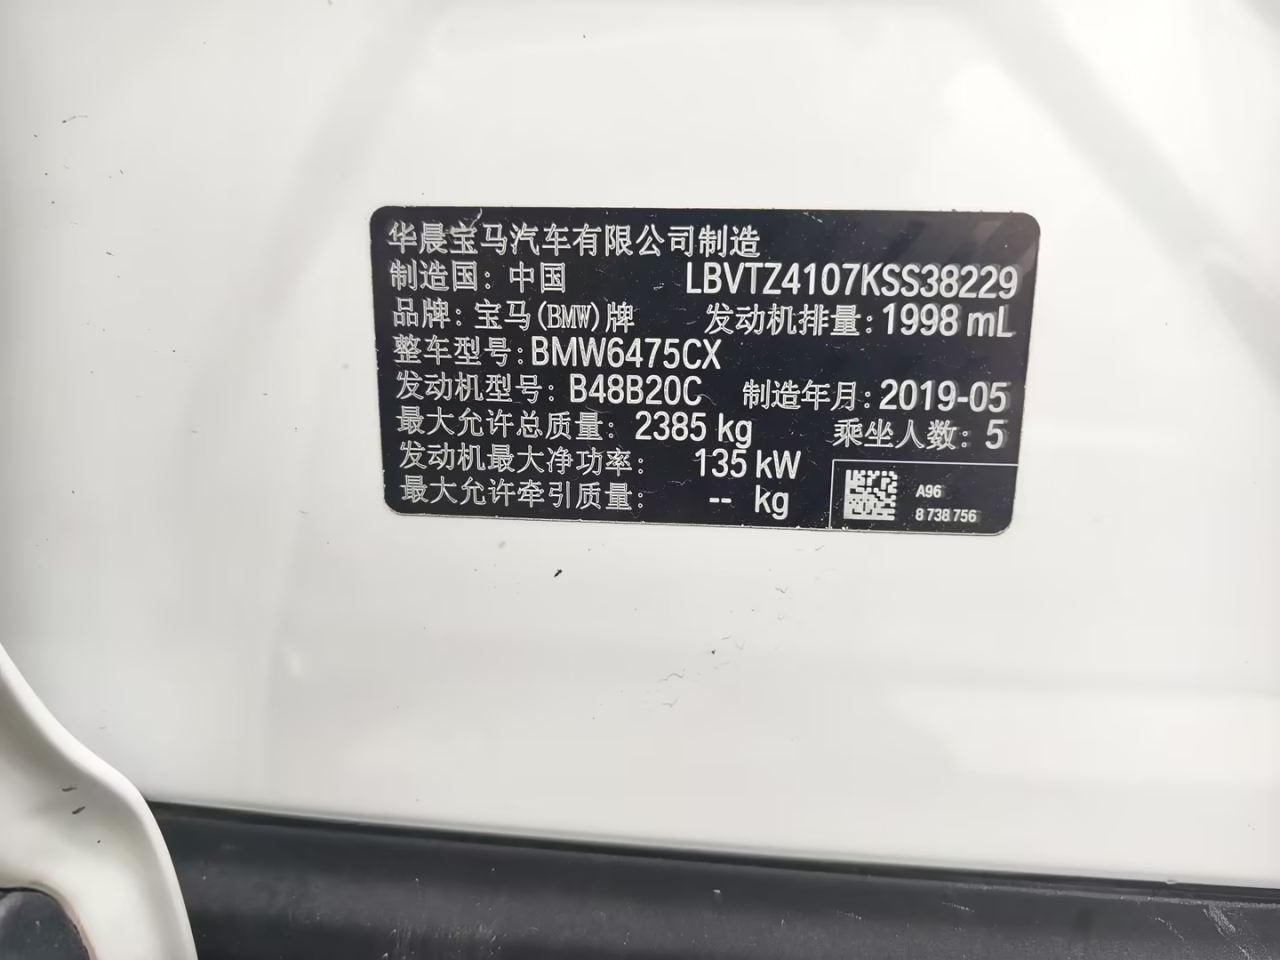 华晨宝马汽车有限公司制造
制造国：中国 LBVTZ4107KSS38229
品牌：宝马(BMW)牌 发动机排量：1998 mL
整车型号：BMW6475CX
发动机型号：B48B20C 制造年月：2019-05
最大允许总质量：2385 kg 乘坐人数：5
发动机最大净功率：135 kW
最大允许牵引质量：-- kg
A96
8 738 756